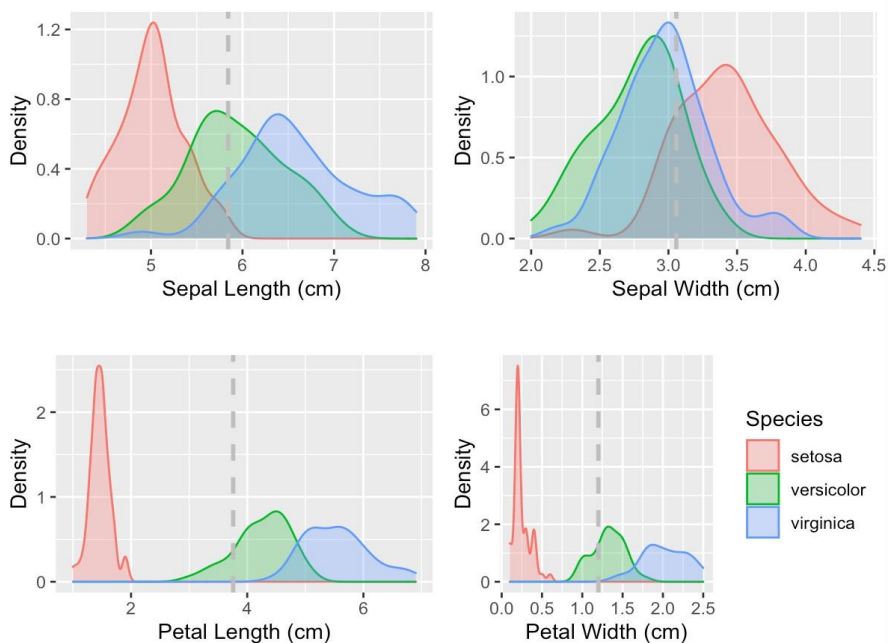 Density
1.2
0.8
0.4
0.0
5
6
7
8
Sepal Length (cm)
Density
1.0
0.5
0.0
2.0
2.5
3.0
3.5
4.0
4.5
Sepal Width (cm)
Density
2
1
0
2
4
6
Petal Length (cm)
Density
6
4
2
0
0.0
0.5
1.0
1.5
2.0
2.5
Petal Width (cm)
Species
setosa
versicolor
virginica